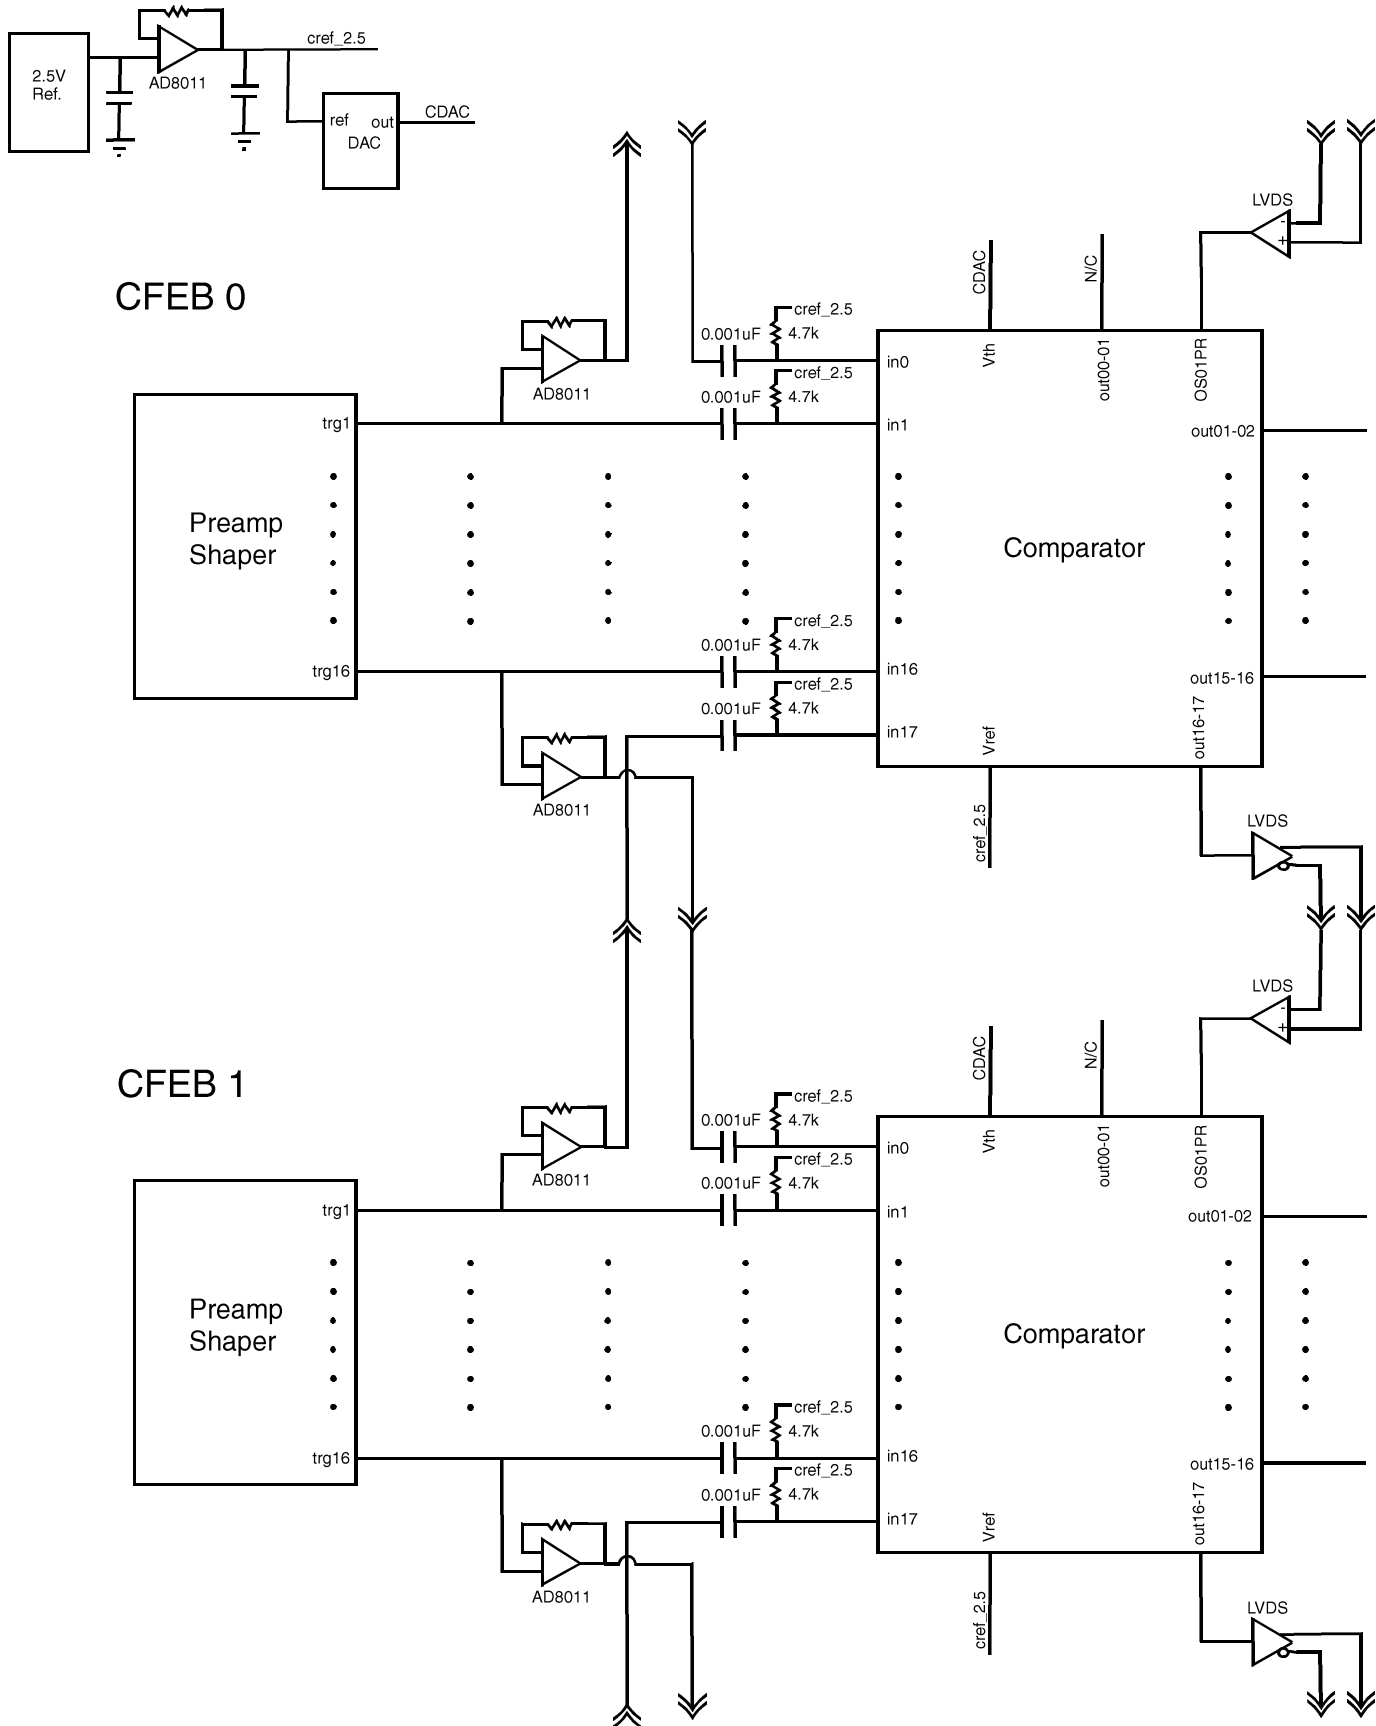 2.5V
Ref.
AD8011
cref_2.5
ref
out
DAC
CDAC
LVDS
-
+
CFEB 0
CDAC
N/C
cref_2.5
0.001uF
4.7k
AD8011
cref_2.5
0.001uF
4.7k
in0
Vth
out00-01
OS01PR
trg1
in1
out01-02
Preamp
Shaper
Comparator
cref_2.5
0.001uF
4.7k
trg16
in16
out15-16
cref_2.5
0.001uF
4.7k
in17
Vref
out16-17
AD8011
cref_2.5
LVDS
LVDS
-
+
CFEB 1
CDAC
N/C
cref_2.5
0.001uF
4.7k
AD8011
cref_2.5
0.001uF
4.7k
in0
Vth
out00-01
OS01PR
trg1
in1
out01-02
Preamp
Shaper
Comparator
cref_2.5
0.001uF
4.7k
trg16
in16
out15-16
cref_2.5
0.001uF
4.7k
in17
Vref
out16-17
AD8011
cref_2.5
LVDS